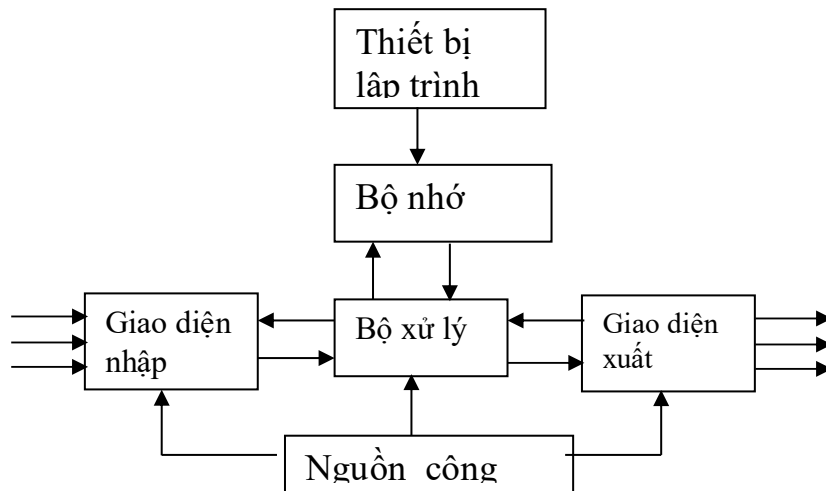 Thiết bị
lập trình
Bộ nhớ
Giao diện
nhập
Bộ xử lý
Giao diện
xuất
Nguồn công